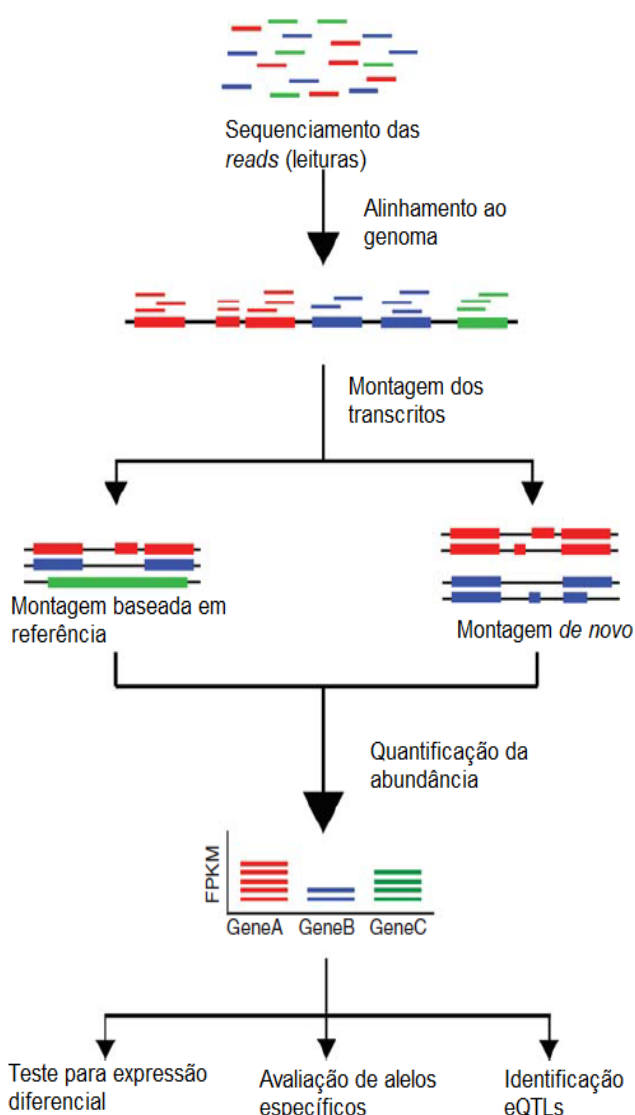 Sequenciamento das
reads (leituras)
Alinhamento ao
genoma
Montagem dos
transcritos
Montagem baseada em
referência
Montagem de novo
Quantificação da
abundância
FPKM
GeneA GeneB GeneC
Teste para expressão
diferencial
Avaliação de alelos
específicos
Identificação
eQTLs